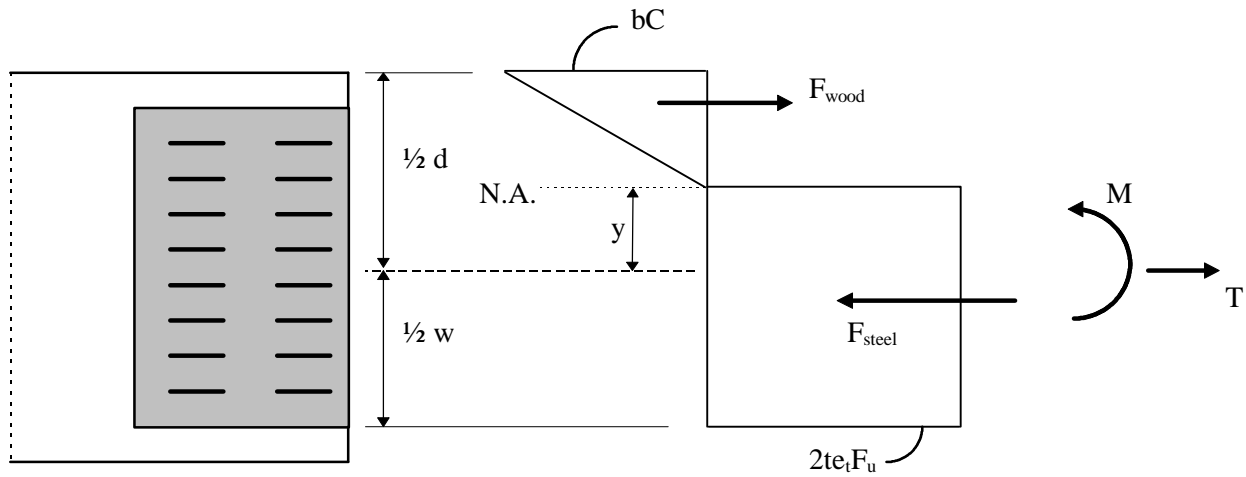 bC
F_wood
½ d
N.A.
M
y
T
½ w
F_steel
2te_tF_u